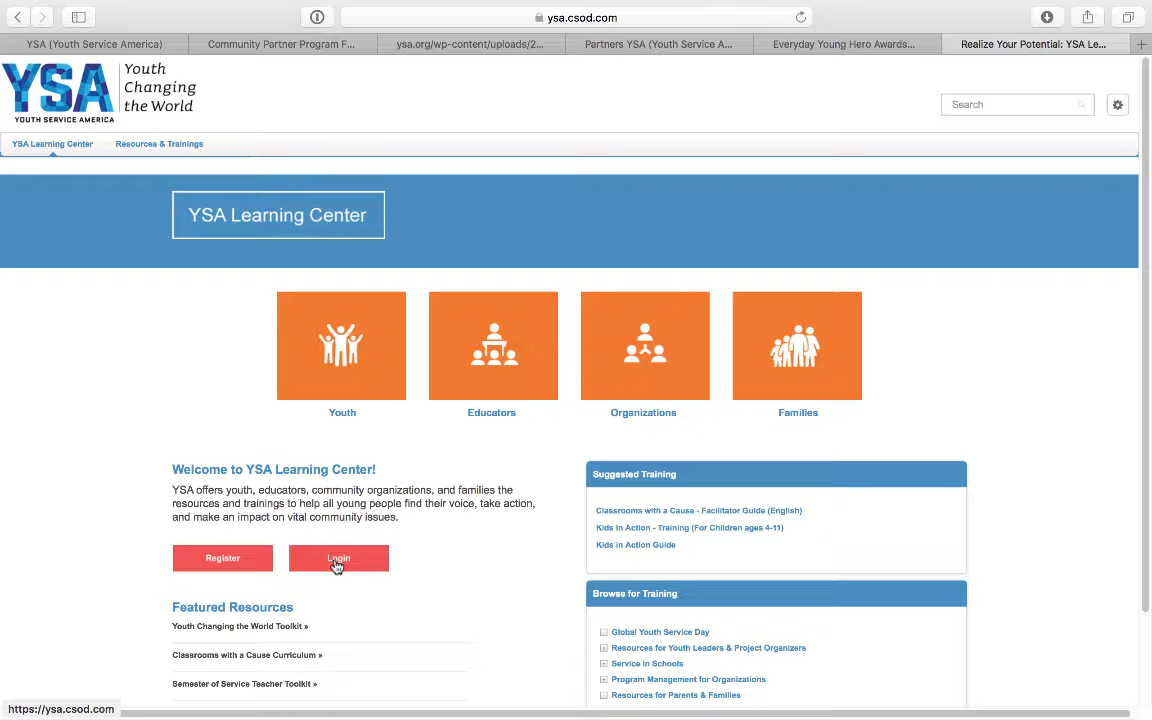 ysa.csod.com
YSA (Youth Service America)
Community Partner Program F...
ysa.org/wp-content/uploads/2...
Partners YSA (Youth Service A...
Everyday Young Hero Awards...
Realize Your Potential: YSA Le...
YSA
YOUTH SERVICE AMERICA
Youth
Changing
the World
Search
YSA Learning Center
Resources & Trainings
YSA Learning Center
Youth
Educators
Organizations
Families
Welcome to YSA Learning Center!
YSA offers youth, educators, community organizations, and families the
resources and trainings to help all young people find their voice, take action,
and make an impact on vital community issues.
Register
Login
Featured Resources
Youth Changing the World Toolkit »
Classrooms with a Cause Curriculum »
Semester of Service Teacher Toolkit »
Suggested Training
Classrooms with a Cause - Facilitator Guide (English)
Kids in Action - Training (For Children ages 4-11)
Kids in Action Guide
Browse for Training
Global Youth Service Day
Resources for Youth Leaders & Project Organizers
Service in Schools
Program Management for Organizations
Resources for Parents & Families
https://ysa.csod.com